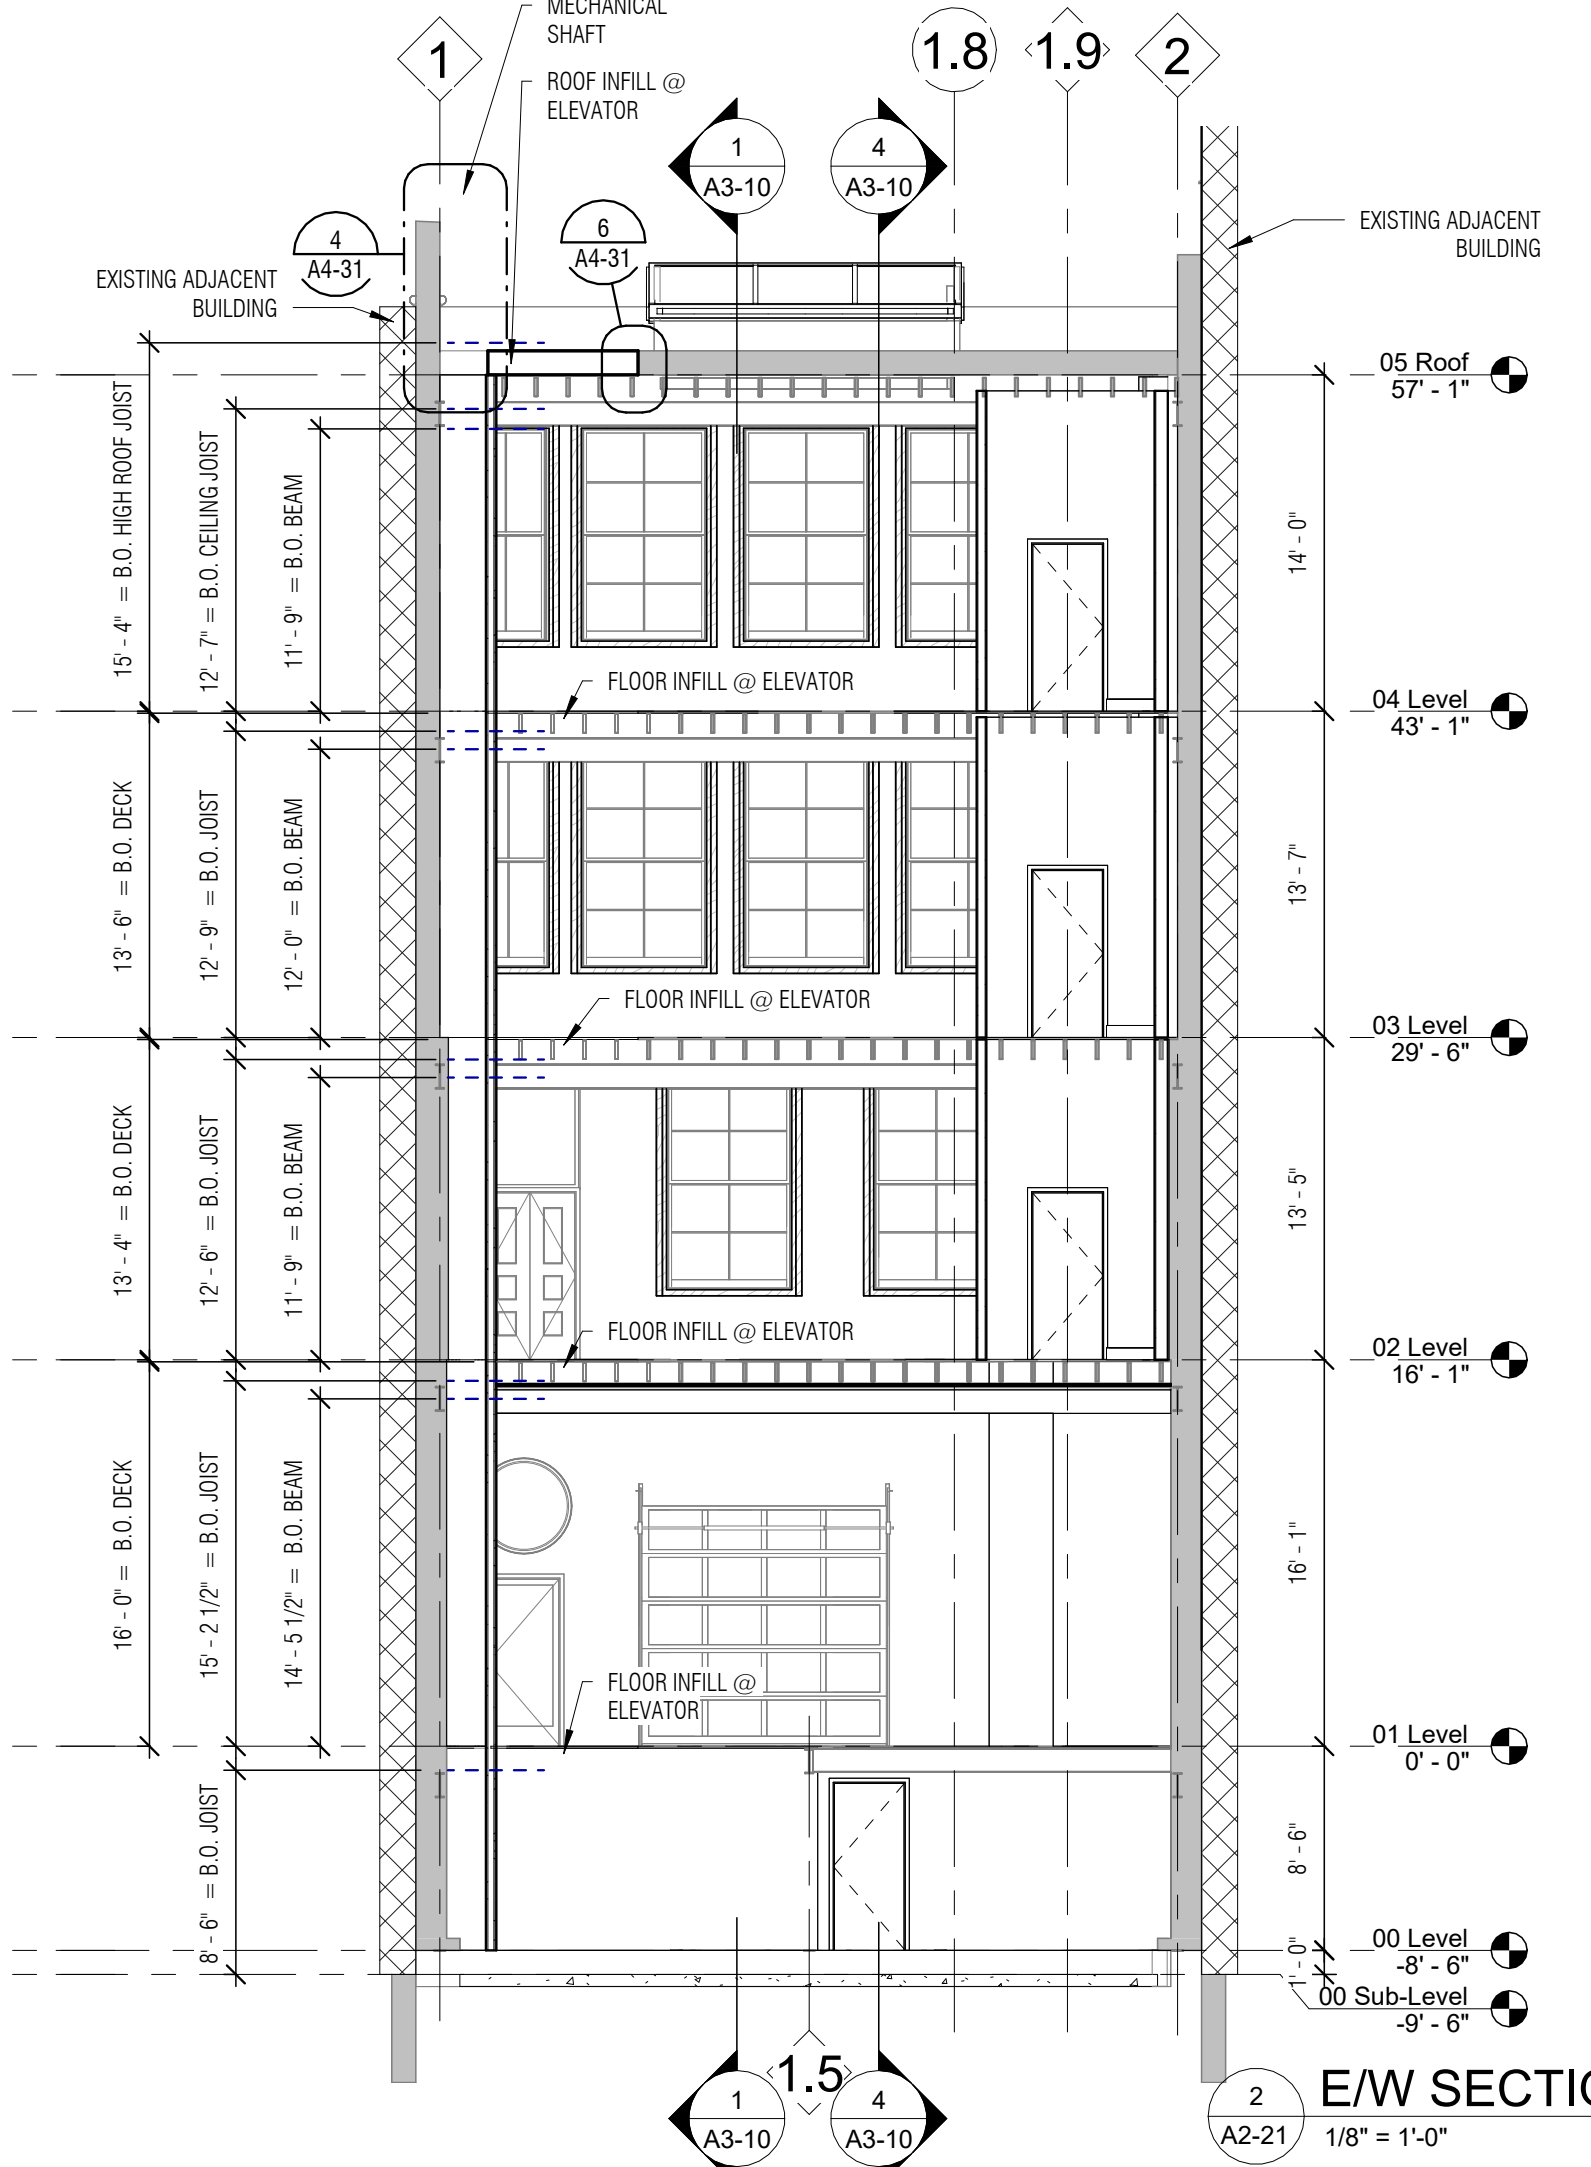 MECHANICAL
SHAFT
1
1.8
1.9
2
ROOF INFILL @
ELEVATOR
1
A3-10
4
A3-10
EXISTING ADJACENT
BUILDING
4
A4-31
6
A4-31
EXISTING ADJACENT
BUILDING
05 Roof
57' - 1"
15' - 4" = B.O. HIGH ROOF JOIST
12' - 7" = B.O. CEILING JOIST
11' - 9" = B.O. BEAM
14' - 0"
FLOOR INFILL @ ELEVATOR
04 Level
43' - 1"
13' - 6" = B.O. DECK
12' - 9" = B.O. JOIST
12' - 0" = B.O. BEAM
13' - 7"
FLOOR INFILL @ ELEVATOR
03 Level
29' - 6"
13' - 4" = B.O. DECK
12' - 6" = B.O. JOIST
11' - 9" = B.O. BEAM
13' - 5"
FLOOR INFILL @ ELEVATOR
02 Level
16' - 1"
16' - 0" = B.O. DECK
15' - 2 1/2" = B.O. JOIST
14' - 5 1/2" = B.O. BEAM
16' - 1"
FLOOR INFILL @
ELEVATOR
01 Level
0' - 0"
8' - 6" = B.O. JOIST
8' - 6"
00 Level
-8' - 6"
1' - 0"
00 Sub-Level
-9' - 6"
1.5
1
A3-10
4
A3-10
2
A2-21
E/W SECTIO
1/8" = 1'-0"